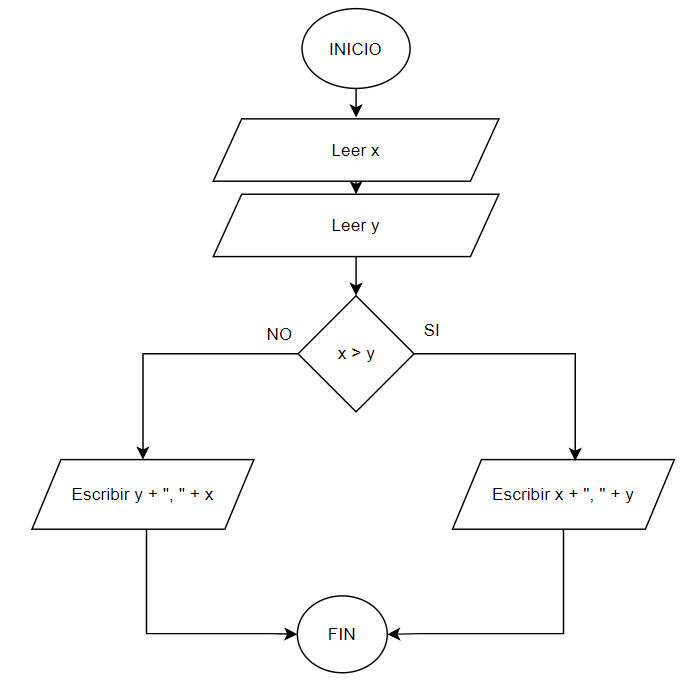 INICIO
Leer x
Leer y
x > y
NO
SI
Escribir y + ", " + x
Escribir x + ", " + y
FIN